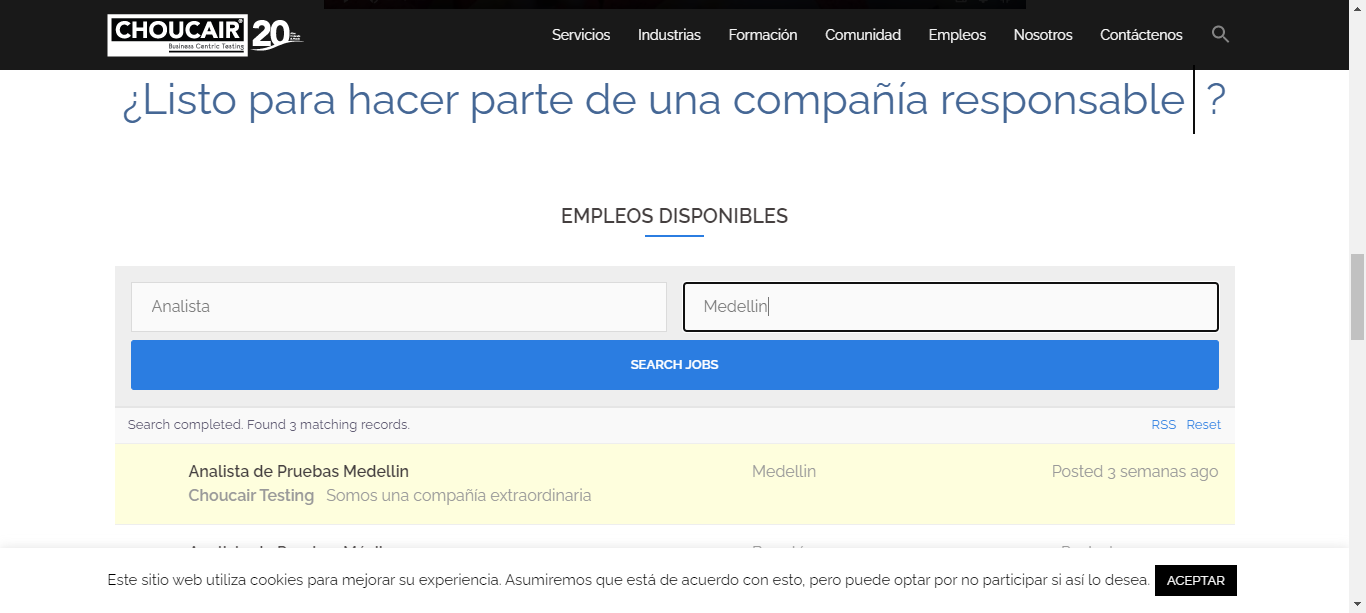 CHOUCAIR
Business Centric Testing
20
Servicios Industrias Formación Comunidad Empleos Nosotros Contáctenos
¿Listo para hacer parte de una compañía responsable ?
EMPLEOS DISPONIBLES
Analista Medellin
SEARCH JOBS
Search completed. Found 3 matching records. RSS Reset
Analista de Pruebas Medellin Medellin Posted 3 semanas ago
Choucair Testing Somos una compañía extraordinaria
Este sitio web utiliza cookies para mejorar su experiencia. Asumiremos que está de acuerdo con esto, pero puede optar por no participar si así lo desea. ACEPTAR